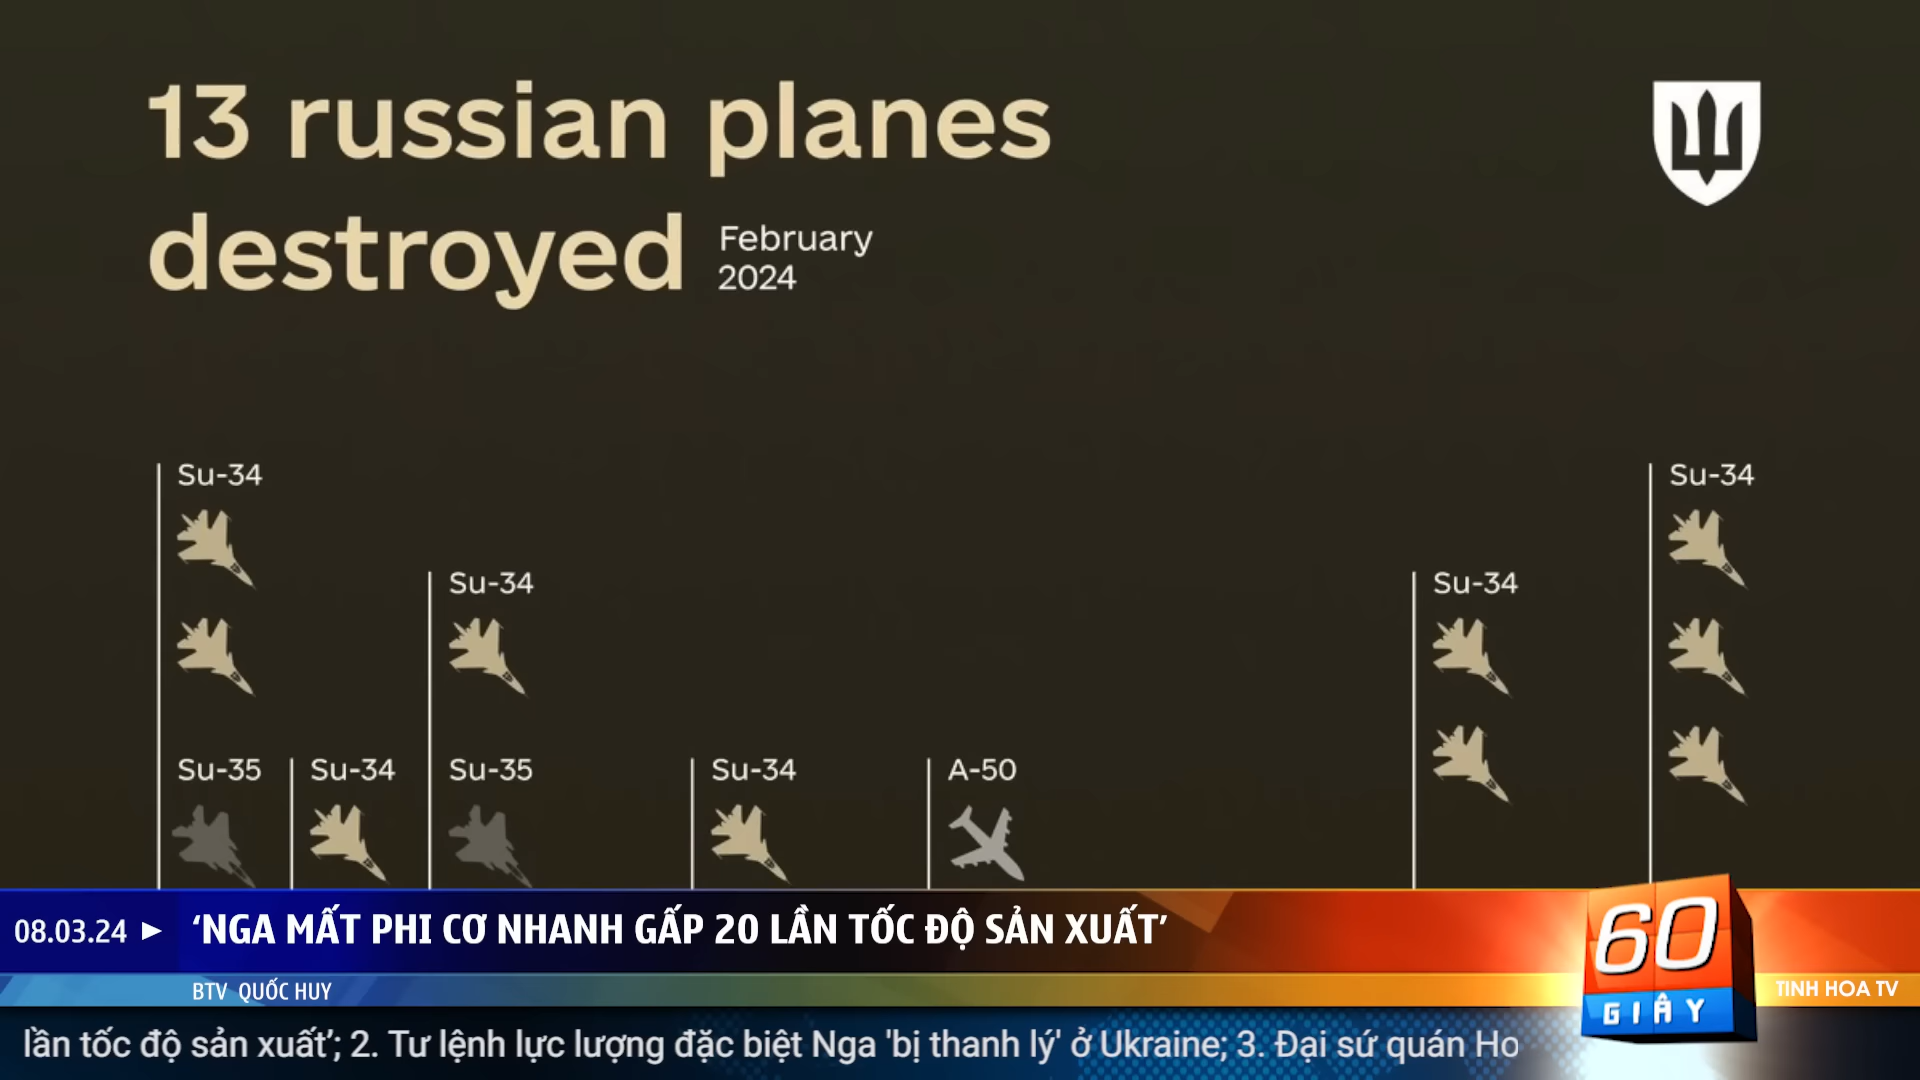 13 russian planes
destroyed
February
2024
Su-34
Su-34
Su-34
Su-34
Su-35
Su-34
Su-35
Su-34
A-50
08.03.24
‘NGA MẤT PHI CƠ NHANH GẤP 20 LẦN TỐC ĐỘ SẢN XUẤT’
BTV QUỐC HUY
60
GIÂY
TINH HOA TV
lần tốc độ sản xuất’; 2. Tư lệnh lực lượng đặc biệt Nga 'bị thanh lý' ở Ukraine; 3. Đại sứ quán Ho